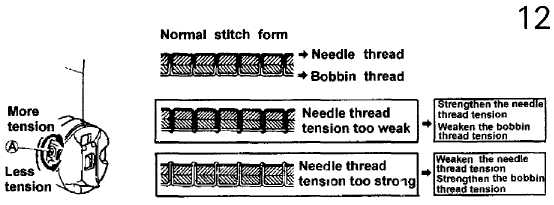 12
Normal stitch form
Needle thread
Bobbin thread
More
tension
A
Less
tension
Needle thread
tension too weak
Strengthen the needle
thread tension
Weaken the bobbin
thread tension
Needle thread
tension too strong
Weaken the needle
thread tension
Strengthen the bobbin
thread tension